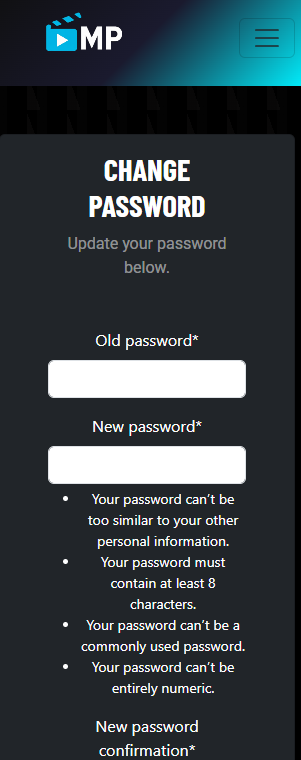 MP
CHANGE
PASSWORD
Update your password
below.
Old password*
New password*
Your password can't be
too similar to your other
personal information.
Your password must
contain at least 8
characters.
Your password can't be a
commonly used password.
Your password can't be
entirely numeric.
New password
confirmation*